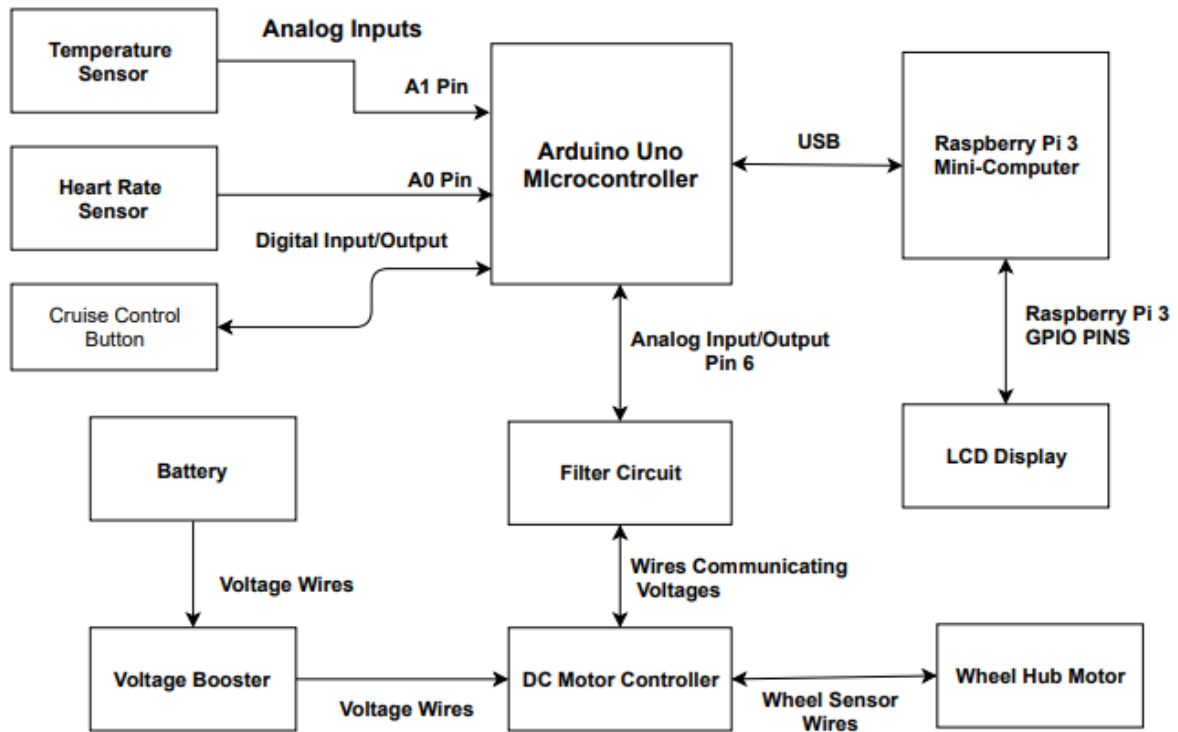 Temperature
Sensor
Analog Inputs
A1 Pin
Arduino Uno
MIcrocontroller
USB
Raspberry Pi 3
Mini-Computer
Heart Rate
Sensor
A0 Pin
Digital Input/Output
Cruise Control
Button
Analog Input/Output
Pin 6
Raspberry Pi 3
GPIO PINS
Battery
Filter Circuit
LCD Display
Voltage Wires
Wires Communicating
Voltages
Voltage Booster
Voltage Wires
DC Motor Controller
Wheel Sensor
Wires
Wheel Hub Motor